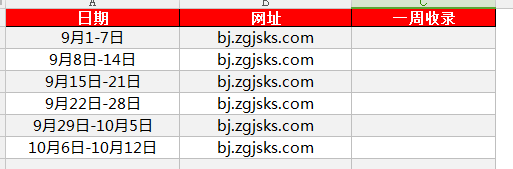 A B C
日期 网址 一周收录
9月1-7日 bj.zgjsks.com
9月8日-14日 bj.zgjsks.com
9月15日-21日 bj.zgjsks.com
9月22日-28日 bj.zgjsks.com
9月29日-10月5日 bj.zgjsks.com
10月6日-10月12日 bj.zgjsks.com